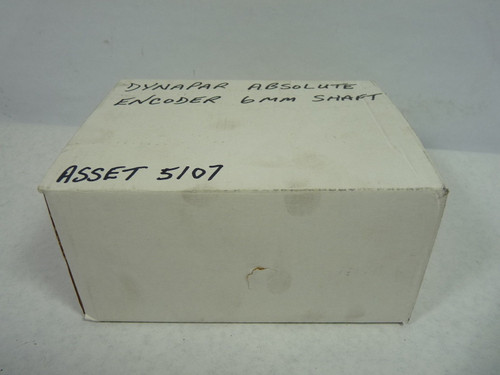 DYNAPAR ABSOLUTE
ENCODER 6MM SHAFT
ASSET 5107